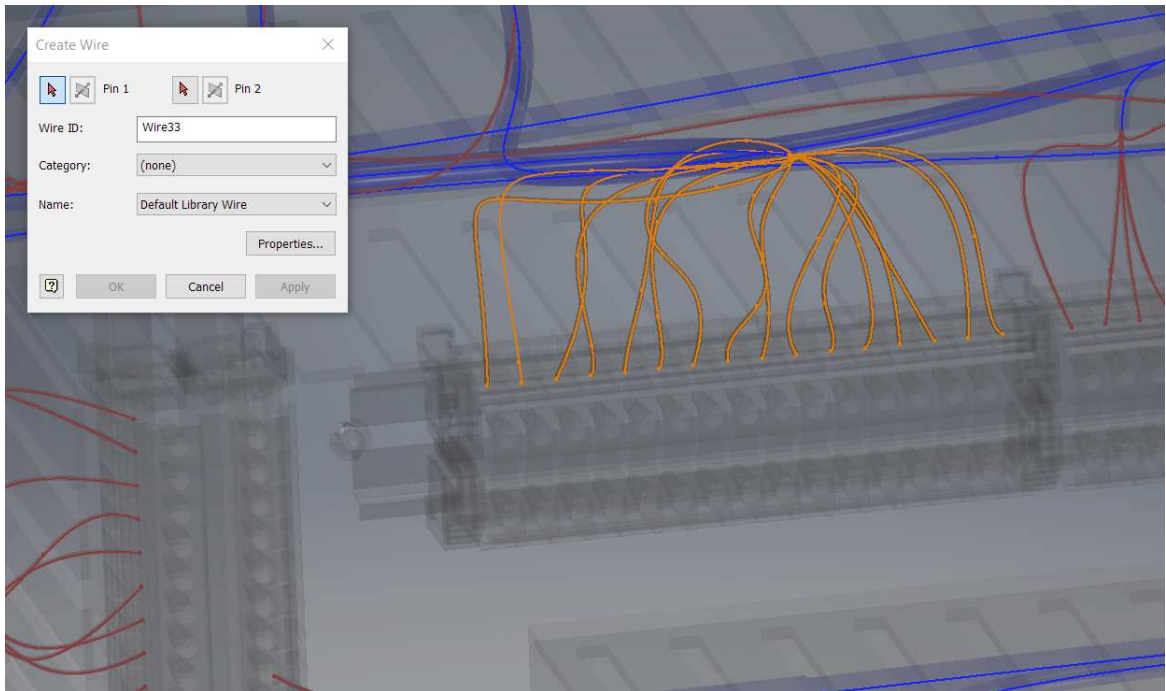 Create Wire
Pin 1 Pin 2
Wire ID: Wire33
Category: (none)
Name: Default Library Wire
Properties...
OK Cancel Apply